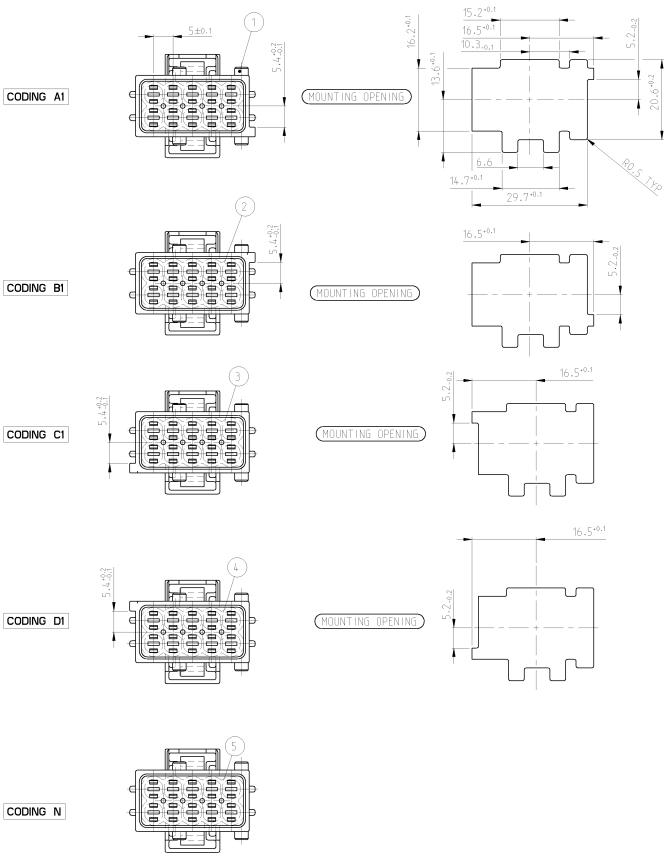 CODING A1
5±0.1
1
5.4+0.2 -0.1
MOUNTING OPENING
15.2+0.1
16.5+0.1
10.3-0.1
16.2+0.1
13.6+0.1
5.2-0.2
20.6+0.2
R0.5 TYP
6.6
14.7+0.1
29.7+0.1
CODING B1
2
5.4+0.2 -0.1
MOUNTING OPENING
16.5+0.1
5.2-0.2
CODING C1
5.4+0.2 -0.1
3
MOUNTING OPENING
5.2-0.2
16.5+0.1
CODING D1
5.4+0.2 -0.1
4
MOUNTING OPENING
5.2-0.2
16.5+0.1
CODING N
5